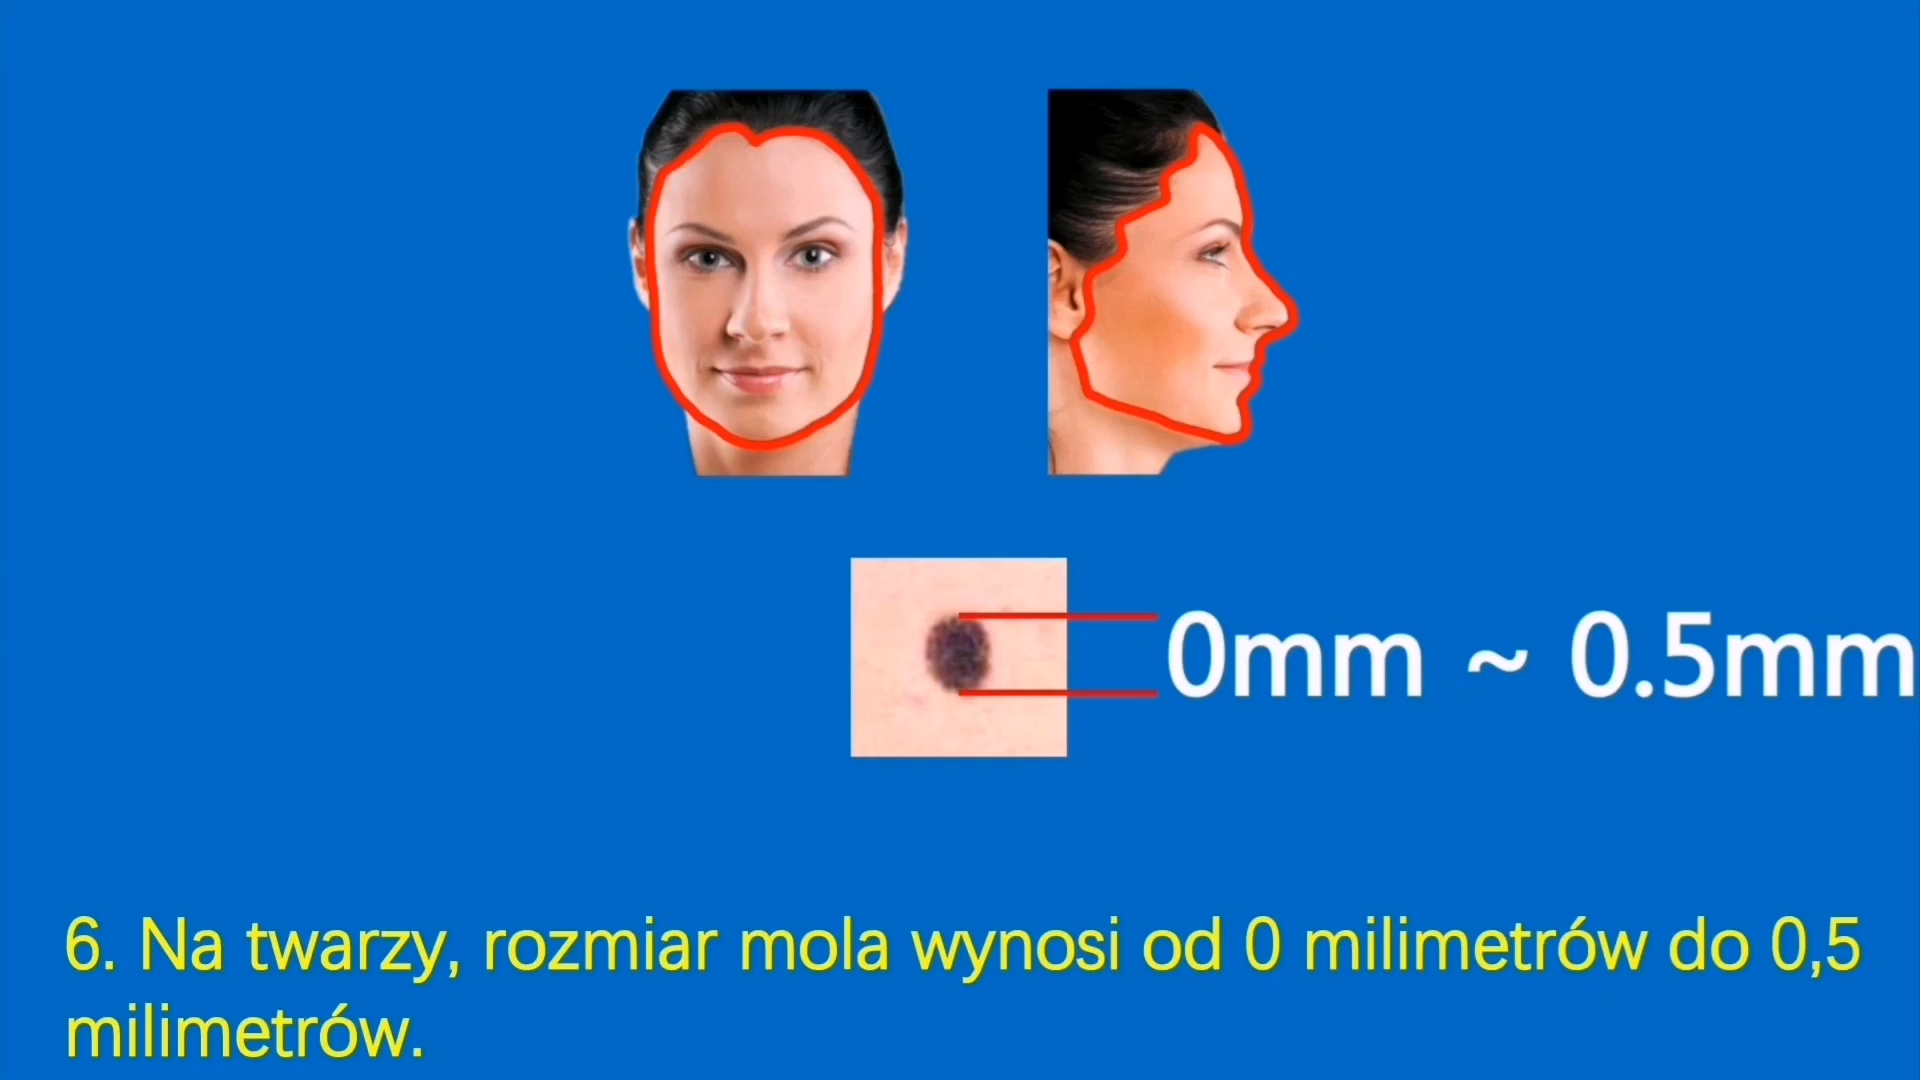 0mm ~ 0.5mm
6. Na twarzy, rozmiar mola wynosi od 0 milimetrów do 0,5
milimetrów.